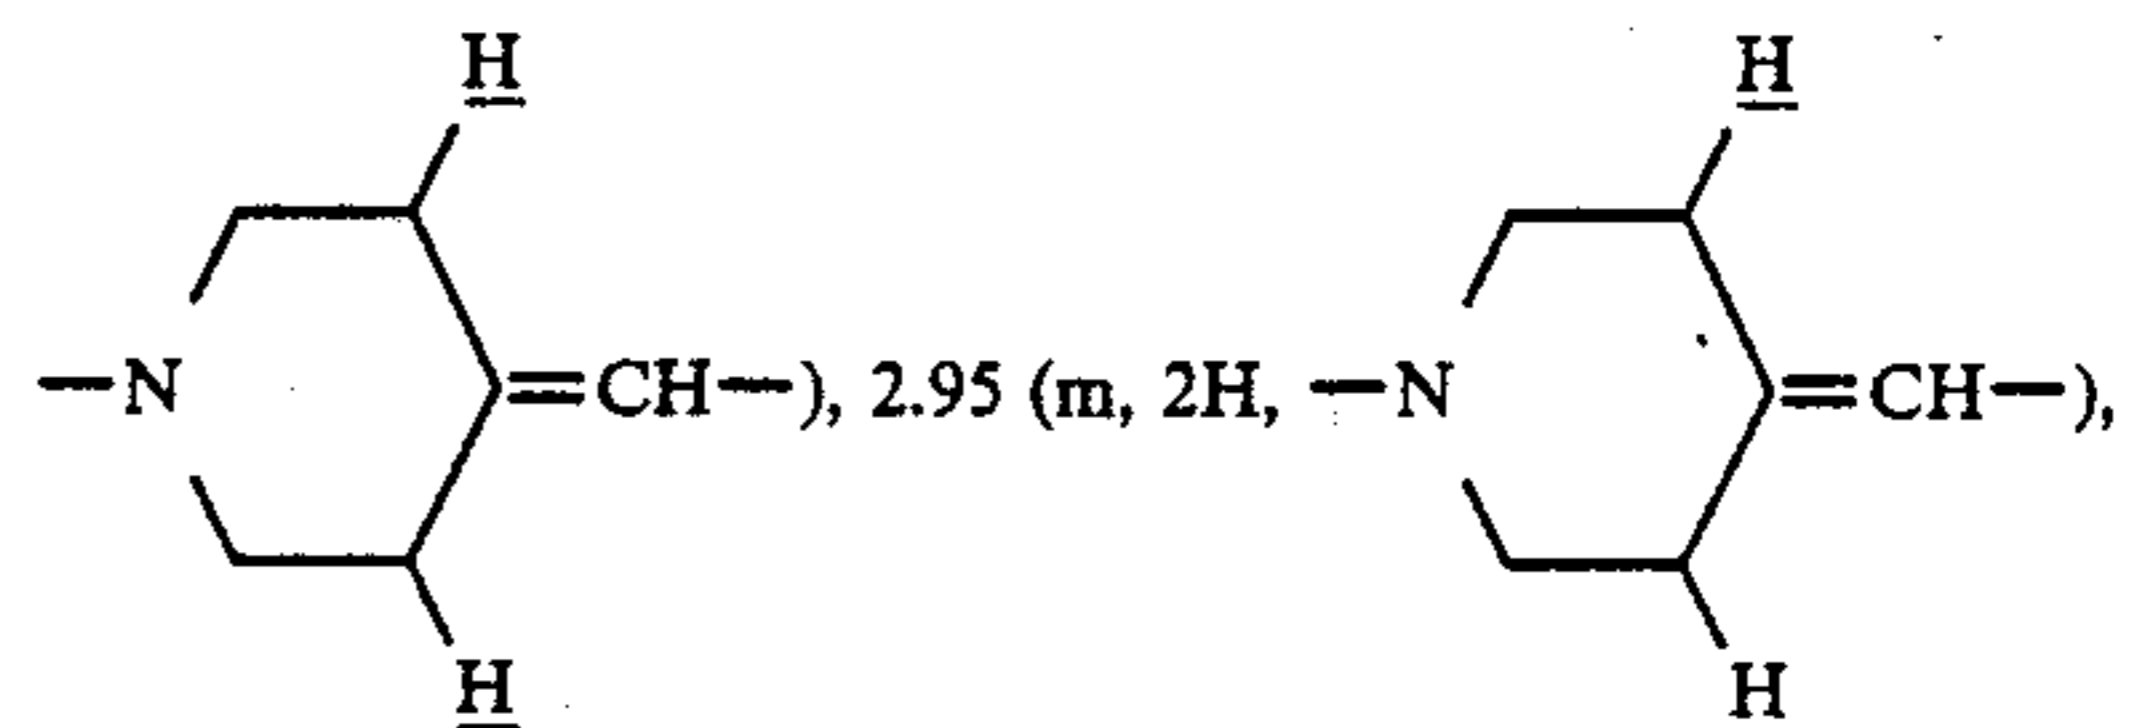 H H
—N =CH—), 2.95 (m, 2H, —N =CH—),
H H